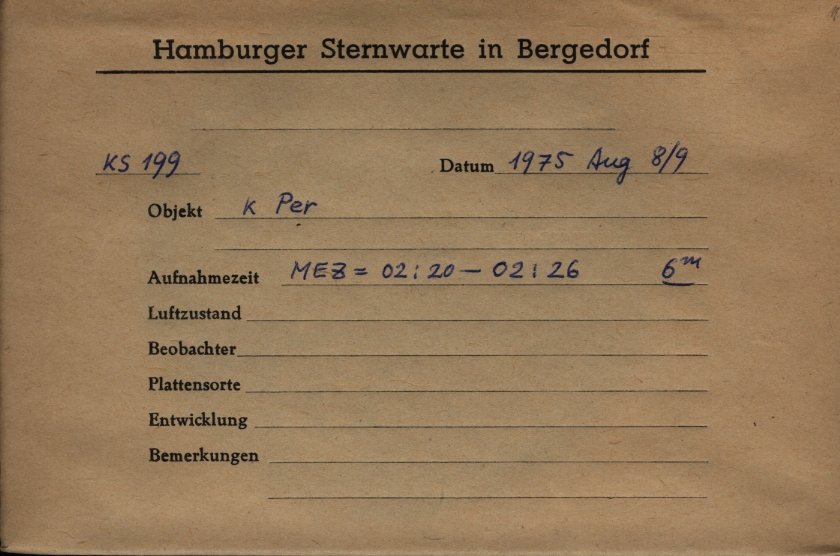 Hamburger Sternwarte in Bergedorf
KS 199 Datum 1975 Aug 8/9
Objekt κ Per
Aufnahmezeit MEZ = 02:20 — 02:26 6ᵐ
Luftzustand
Beobachter
Plattensorte
Entwicklung
Bemerkungen